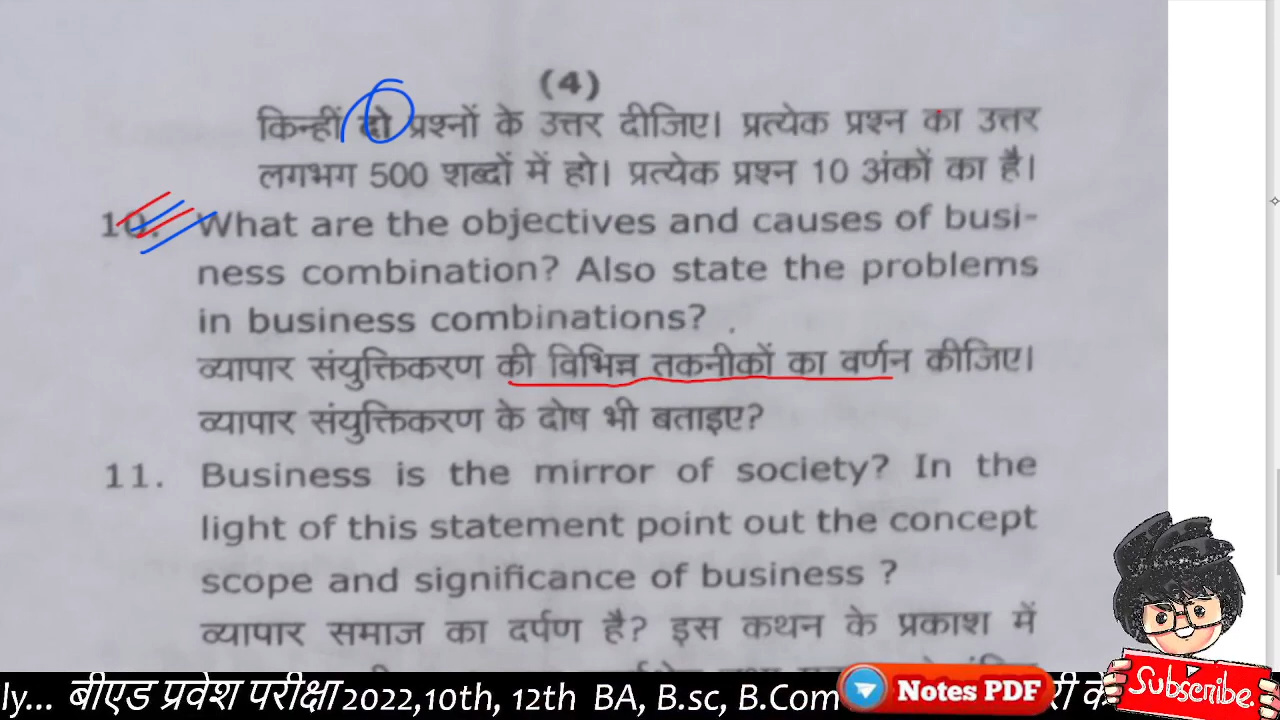 (4)
किन्हीं दो प्रश्नों के उत्तर दीजिए। प्रत्येक प्रश्न का उत्तर
लगभग 500 शब्दों में हो। प्रत्येक प्रश्न 10 अंकों का है।
10. What are the objectives and causes of busi-
ness combination? Also state the problems
in business combinations?
व्यापार संयुक्तिकरण की विभिन्न तकनीकों का वर्णन कीजिए।
व्यापार संयुक्तिकरण के दोष भी बताइए?
11. Business is the mirror of society? In the
light of this statement point out the concept
scope and significance of business ?
व्यापार समाज का दर्पण है? इस कथन के प्रकाश में
ly... बीएड प्रवेश परीक्षा 2022,10th, 12th BA, B.sc, B.Com
Notes PDF
Subscribe.